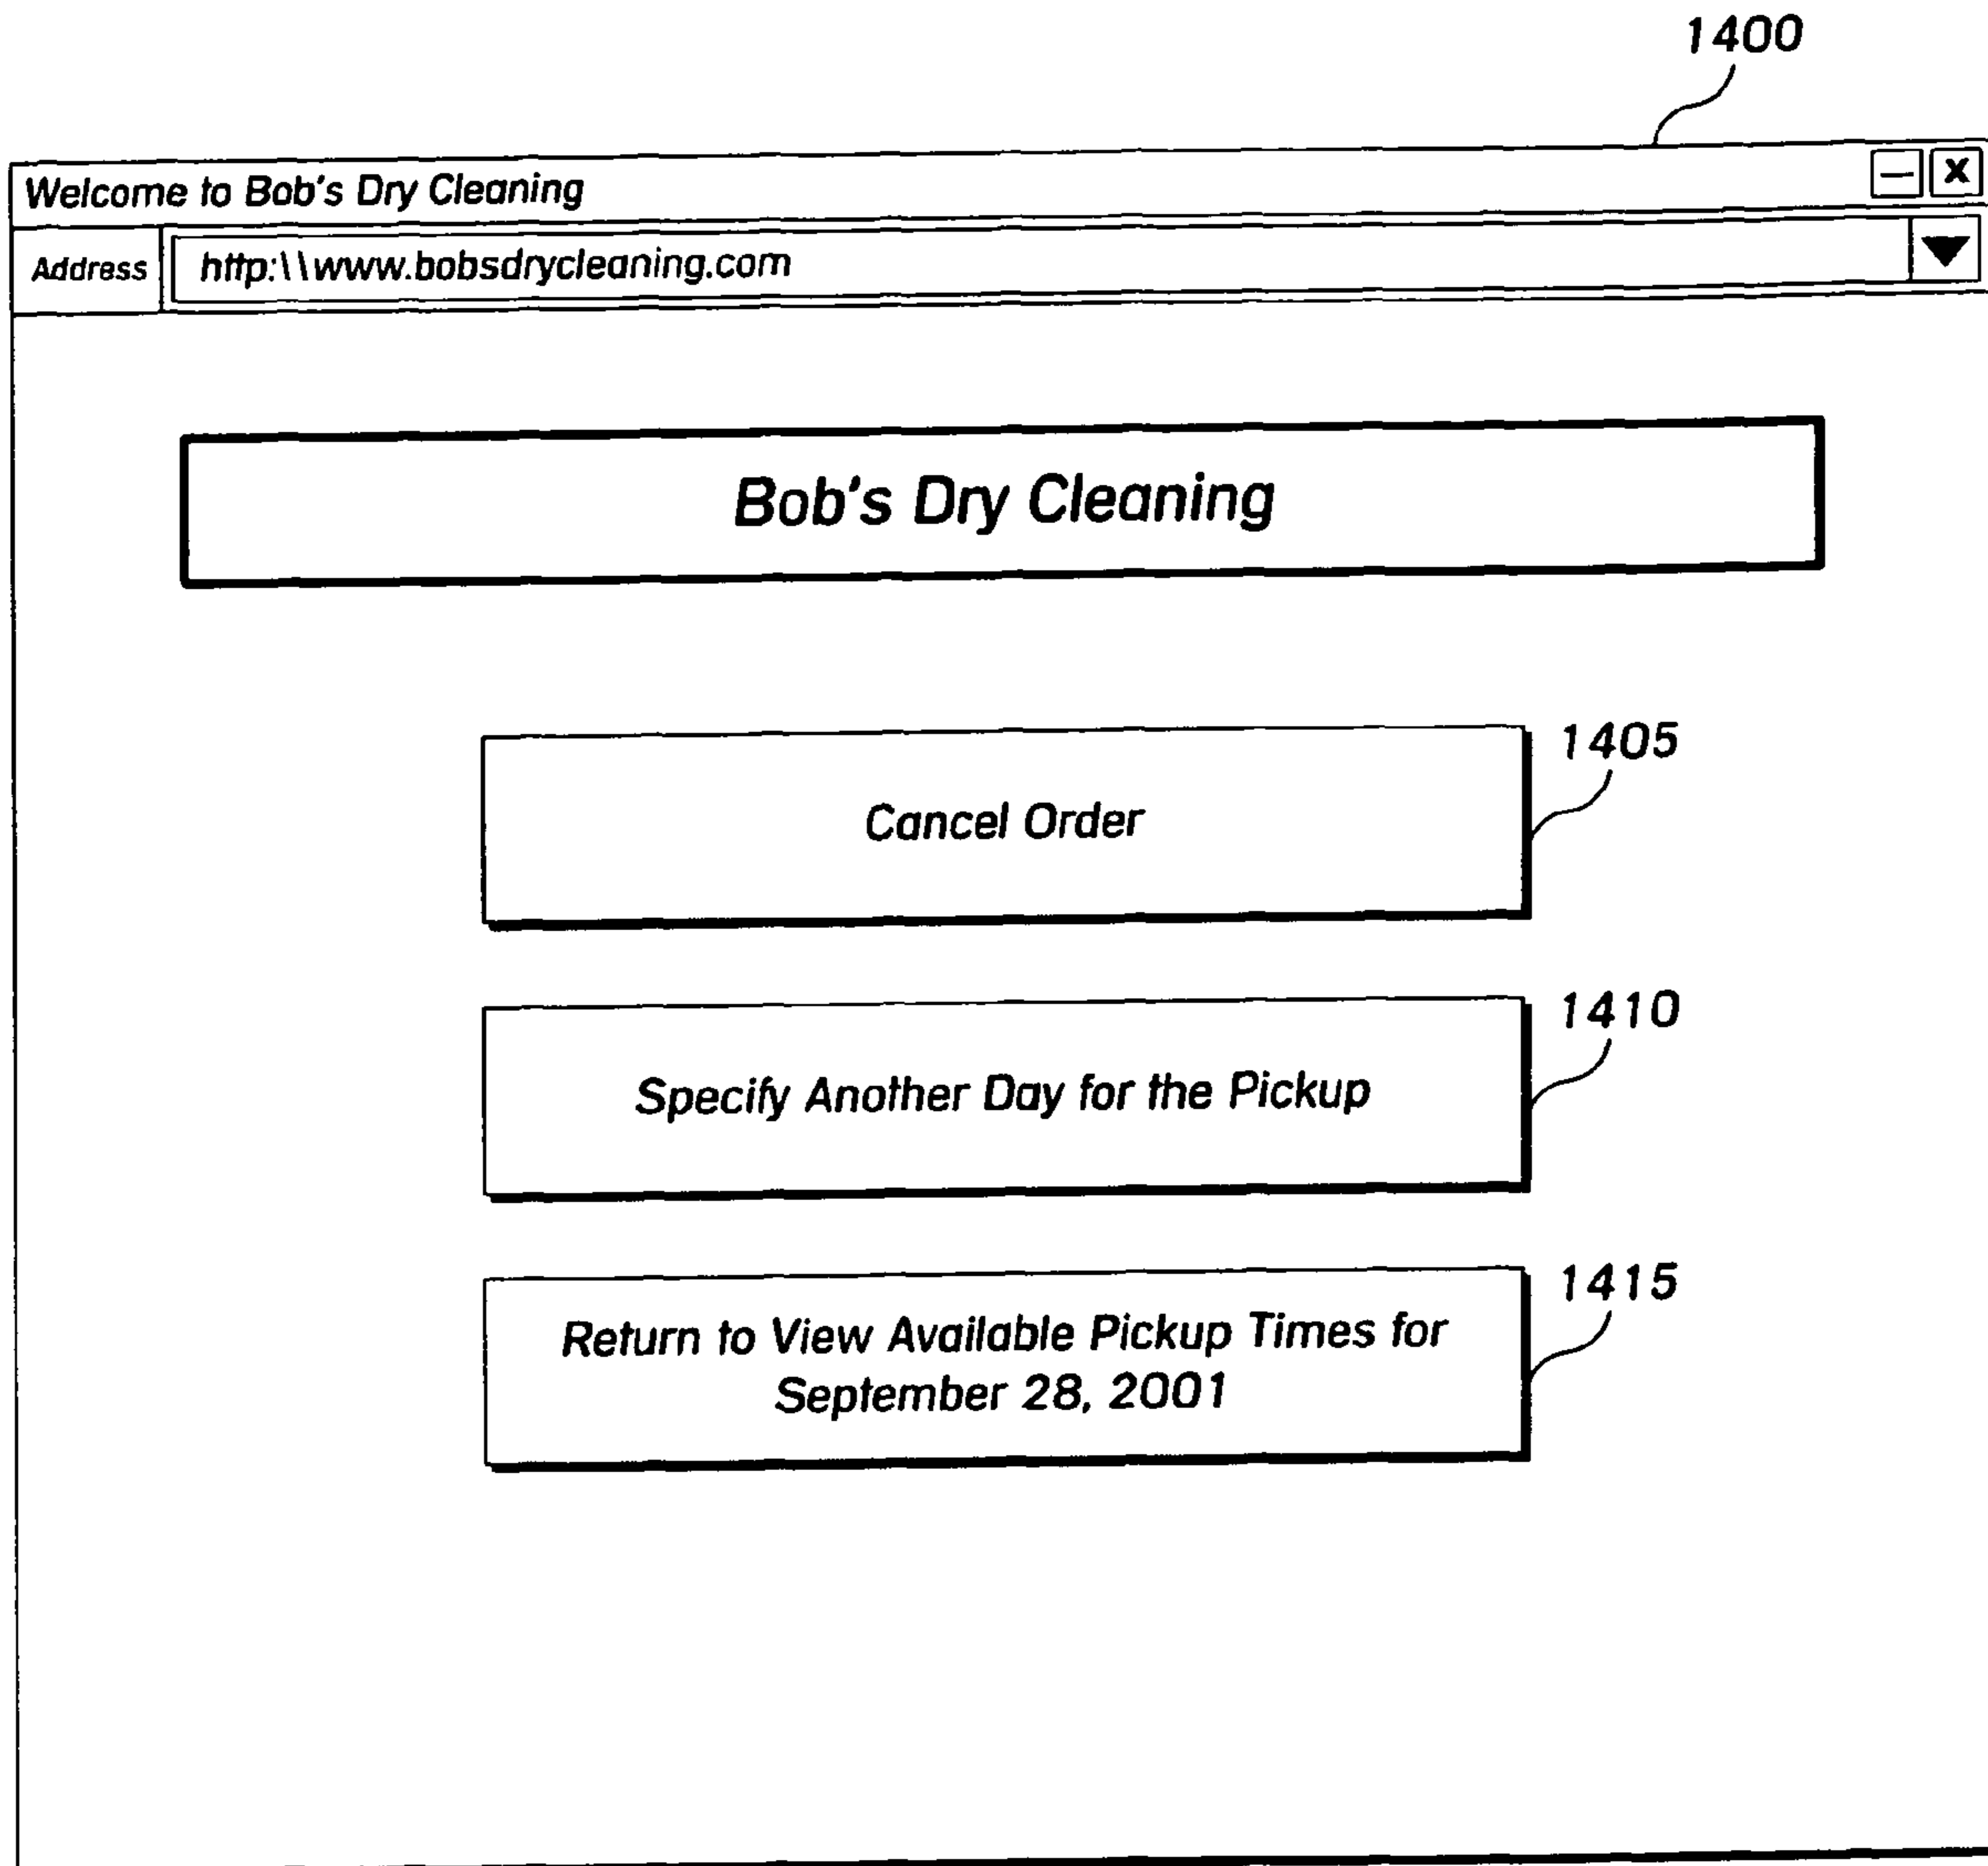 1400
Welcome to Bob's Dry Cleaning
— X
Address http:\\www.bobsdrycleaning.com
Bob's Dry Cleaning
1405
Cancel Order
1410
Specify Another Day for the Pickup
1415
Return to View Available Pickup Times for
September 28, 2001